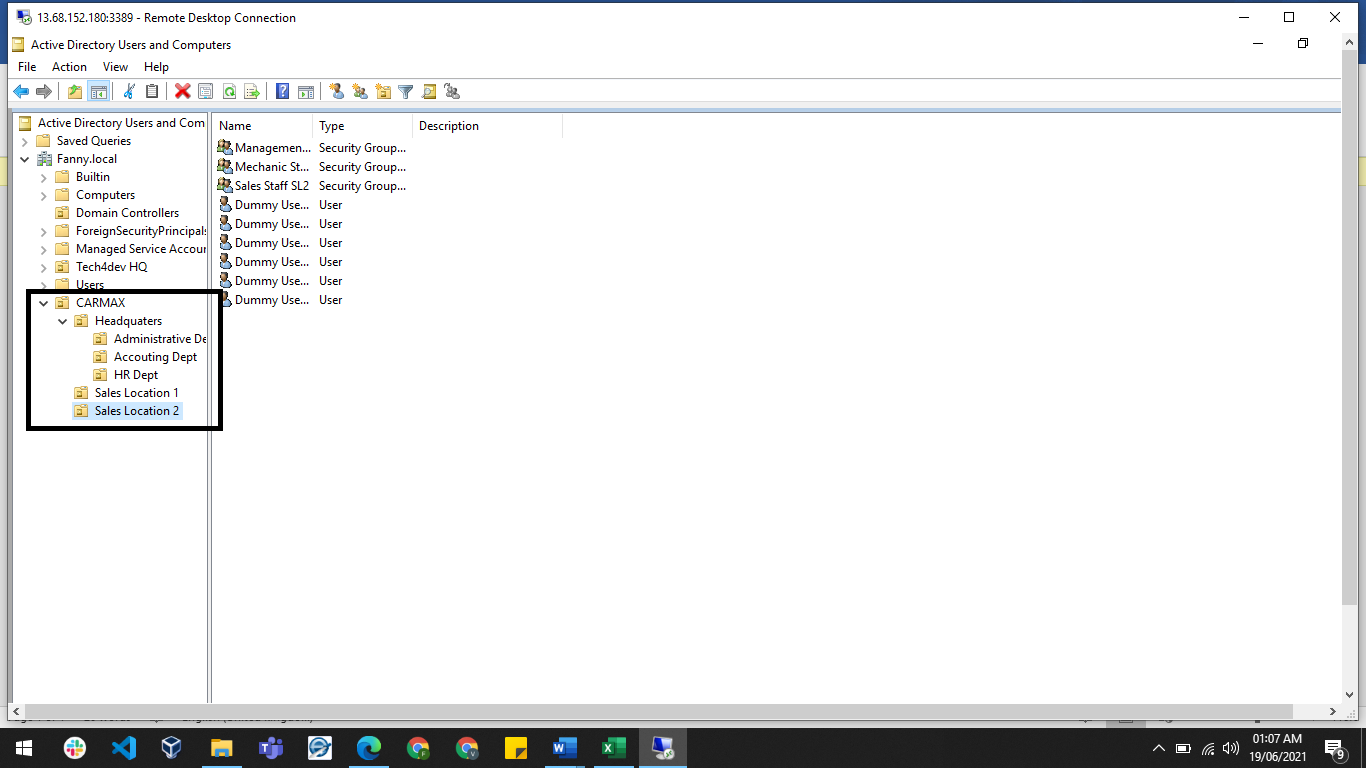 13.68.152.180:3389 - Remote Desktop Connection
Active Directory Users and Computers
File Action View Help
Active Directory Users and Com
Saved Queries
Fanny.local
Builtin
Computers
Domain Controllers
ForeignSecurityPrincipals
Managed Service Accour
Tech4dev HQ
Users
CARMAX
Headquaters
Administrative De
Accouting Dept
HR Dept
Sales Location 1
Sales Location 2
Name Type Description
Managemen... Security Group...
Mechanic St... Security Group...
Sales Staff SL2 Security Group...
Dummy Use... User
Dummy Use... User
Dummy Use... User
Dummy Use... User
Dummy Use... User
Dummy Use... User
01:07 AM
19/06/2021
9